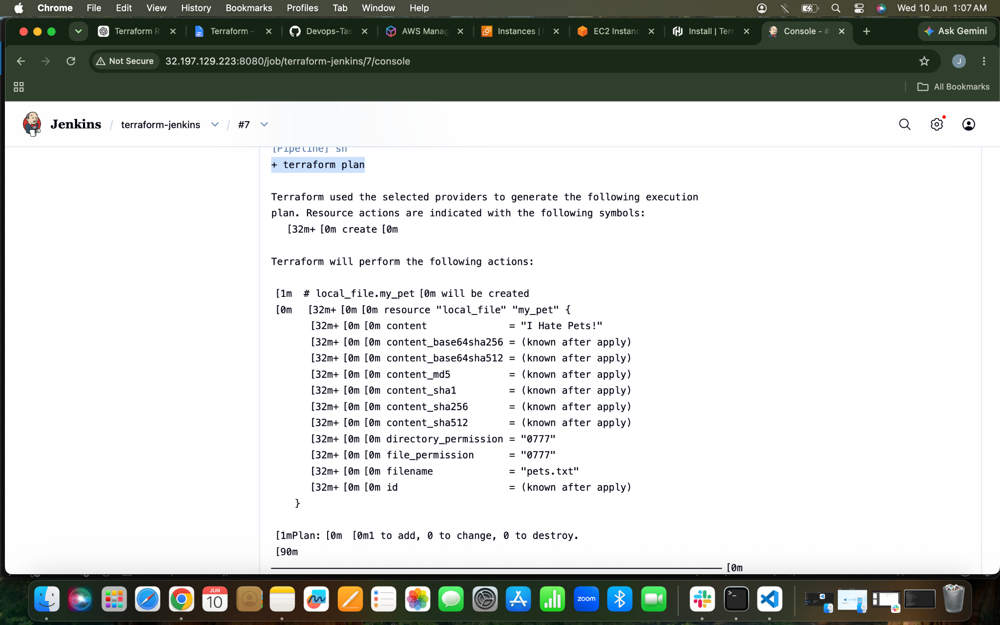 Chrome File Edit View History Bookmarks Profiles Tab Window Help Wed 10 Jun 1:07 AM
Terraform R Terraform - Devops-Tas AWS Manag Instances | EC2 Instanc Install | Terr Console - # Ask Gemini
Not Secure 32.197.129.223:8080/job/terraform-jenkins/7/console J
All Bookmarks
Jenkins / terraform-jenkins / #7
[Pipeline] sh
+ terraform plan
Terraform used the selected providers to generate the following execution
plan. Resource actions are indicated with the following symbols:
[32m+ [0m create [0m
Terraform will perform the following actions:
[1m # local_file.my_pet [0m will be created
[0m [32m+ [0m [0m resource "local_file" "my_pet" {
[32m+ [0m [0m content = "I Hate Pets!"
[32m+ [0m [0m content_base64sha256 = (known after apply)
[32m+ [0m [0m content_base64sha512 = (known after apply)
[32m+ [0m [0m content_md5 = (known after apply)
[32m+ [0m [0m content_sha1 = (known after apply)
[32m+ [0m [0m content_sha256 = (known after apply)
[32m+ [0m [0m content_sha512 = (known after apply)
[32m+ [0m [0m directory_permission = "0777"
[32m+ [0m [0m file_permission = "0777"
[32m+ [0m [0m filename = "pets.txt"
[32m+ [0m [0m id = (known after apply)
}
[1mPlan: [0m [0m1 to add, 0 to change, 0 to destroy.
[90m
[0m
JUN
10
zoom